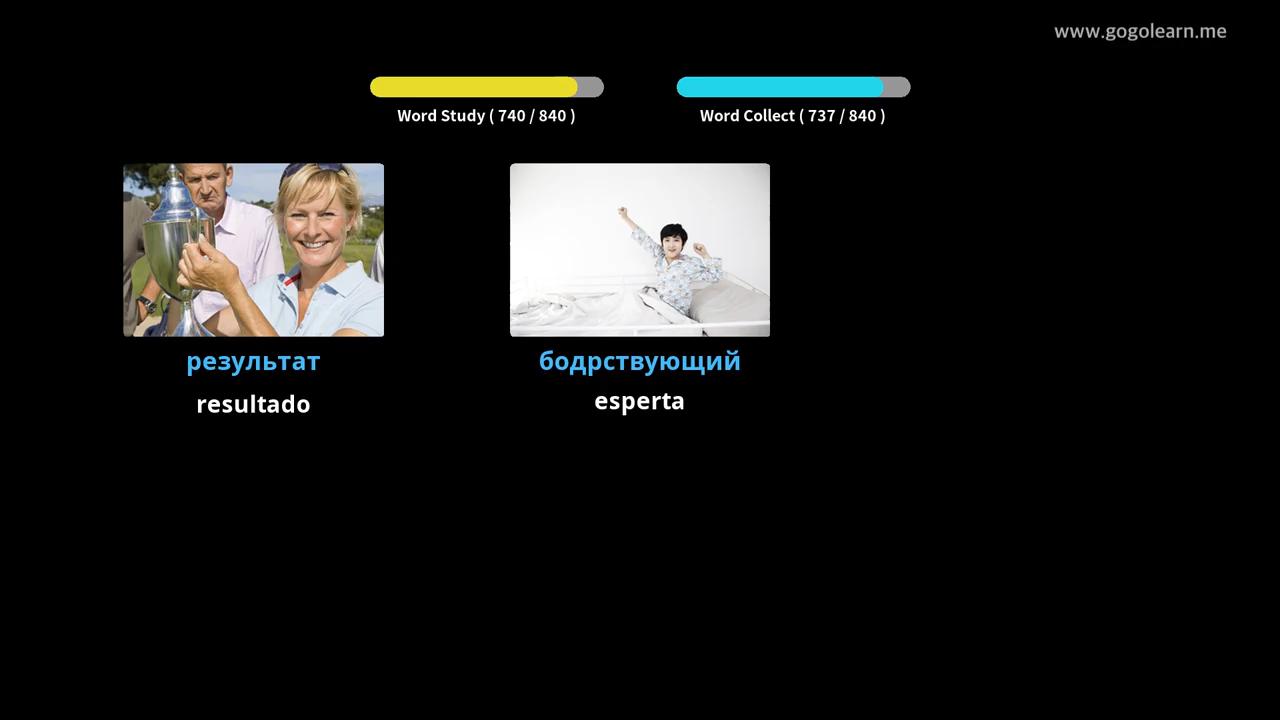 www.gogolearn.me
Word Study ( 740 / 840 )
Word Collect ( 737 / 840 )
результат
resultado
бодрствующий
esperta